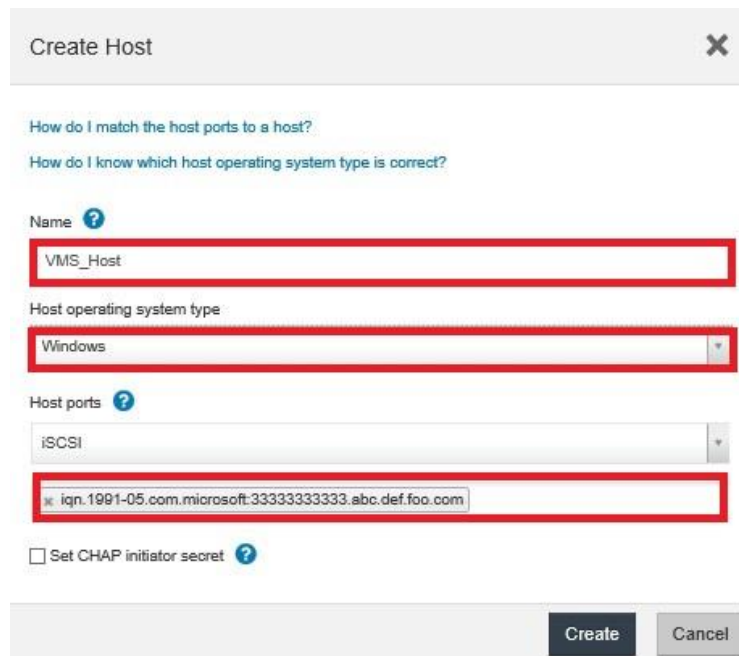 Create Host
How do I match the host ports to a host?
How do I know which host operating system type is correct?
Name
VMS_Host
Host operating system type
Windows
Host ports
iSCSI
iqn.1991-05.com.microsoft:33333333333.abc.def.foo.com
Set CHAP initiator secret
Create Cancel